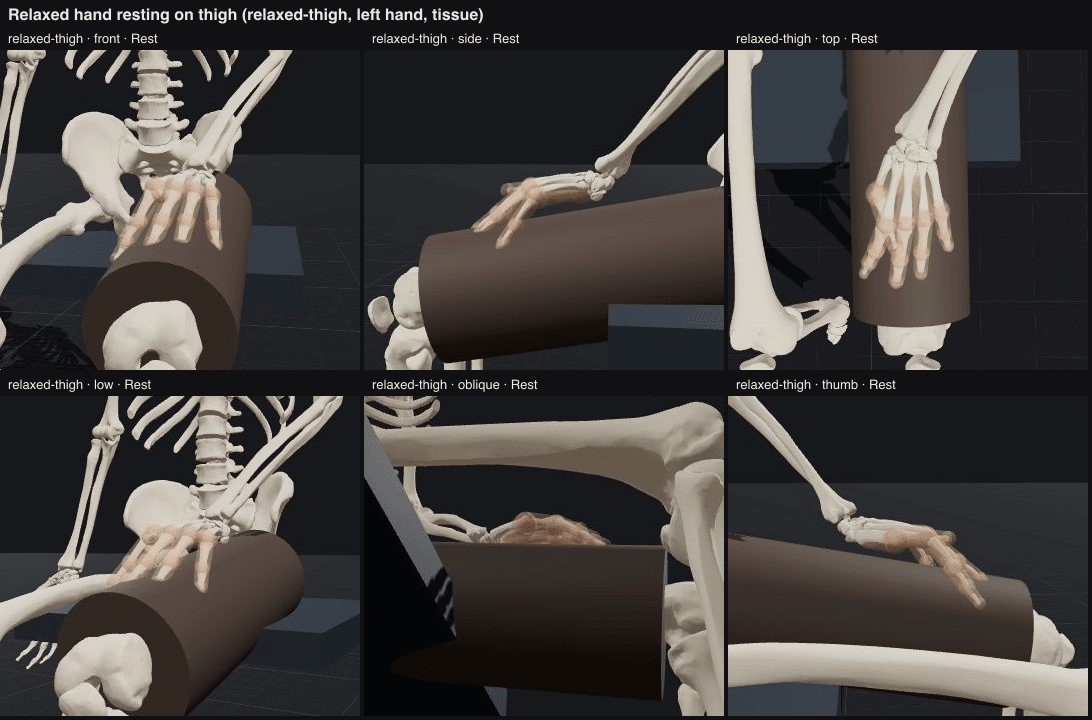 Relaxed hand resting on thigh (relaxed-thigh, left hand, tissue)
relaxed-thigh · front · Rest
relaxed-thigh · side · Rest
relaxed-thigh · top · Rest
relaxed-thigh · low · Rest
relaxed-thigh · oblique · Rest
relaxed-thigh · thumb · Rest